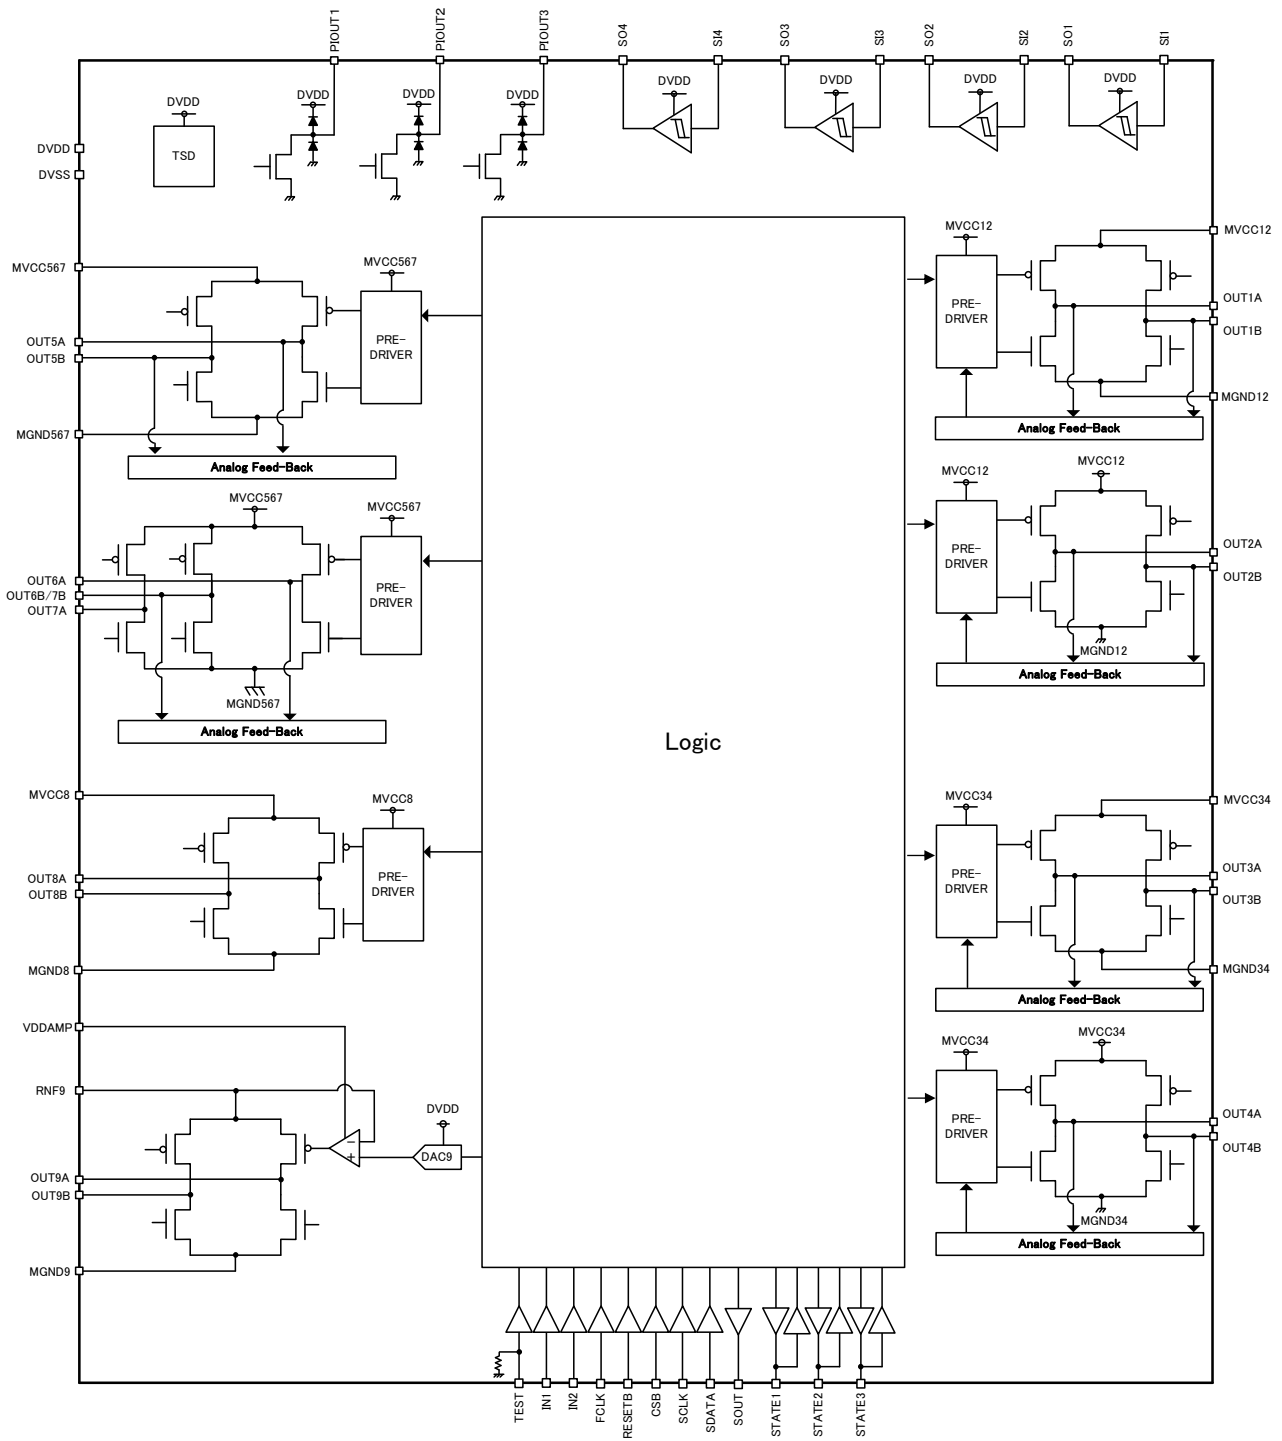 PIOUT1
PIOUT2
PIOUT3
SO4
SI4
SO3
SI3
SO2
SI2
SO1
SI1
DVDD
DVDD
DVDD
DVDD
DVDD
DVDD
DVDD
DVDD
TSD
DVDD
DVSS
MVCC567
MVCC567
PRE-
DRIVER
OUT5A
OUT5B
MGND567
Analog Feed-Back
MVCC567
MVCC567
PRE-
DRIVER
OUT6A
OUT6B/7B
OUT7A
MGND567
Analog Feed-Back
MVCC8
MVCC8
PRE-
DRIVER
OUT8A
OUT8B
MGND8
VDDAMP
RNF9
DVDD
DAC9
OUT9A
OUT9B
MGND9
Logic
MVCC12
MVCC12
PRE-
DRIVER
OUT1A
OUT1B
MGND12
Analog Feed-Back
MVCC12
MVCC12
PRE-
DRIVER
OUT2A
OUT2B
MGND12
Analog Feed-Back
MVCC34
MVCC34
PRE-
DRIVER
OUT3A
OUT3B
MGND34
Analog Feed-Back
MVCC34
MVCC34
PRE-
DRIVER
OUT4A
OUT4B
MGND34
Analog Feed-Back
TEST
IN1
IN2
FCLK
RESETB
CSB
SCLK
SDATA
SOUT
STATE1
STATE2
STATE3